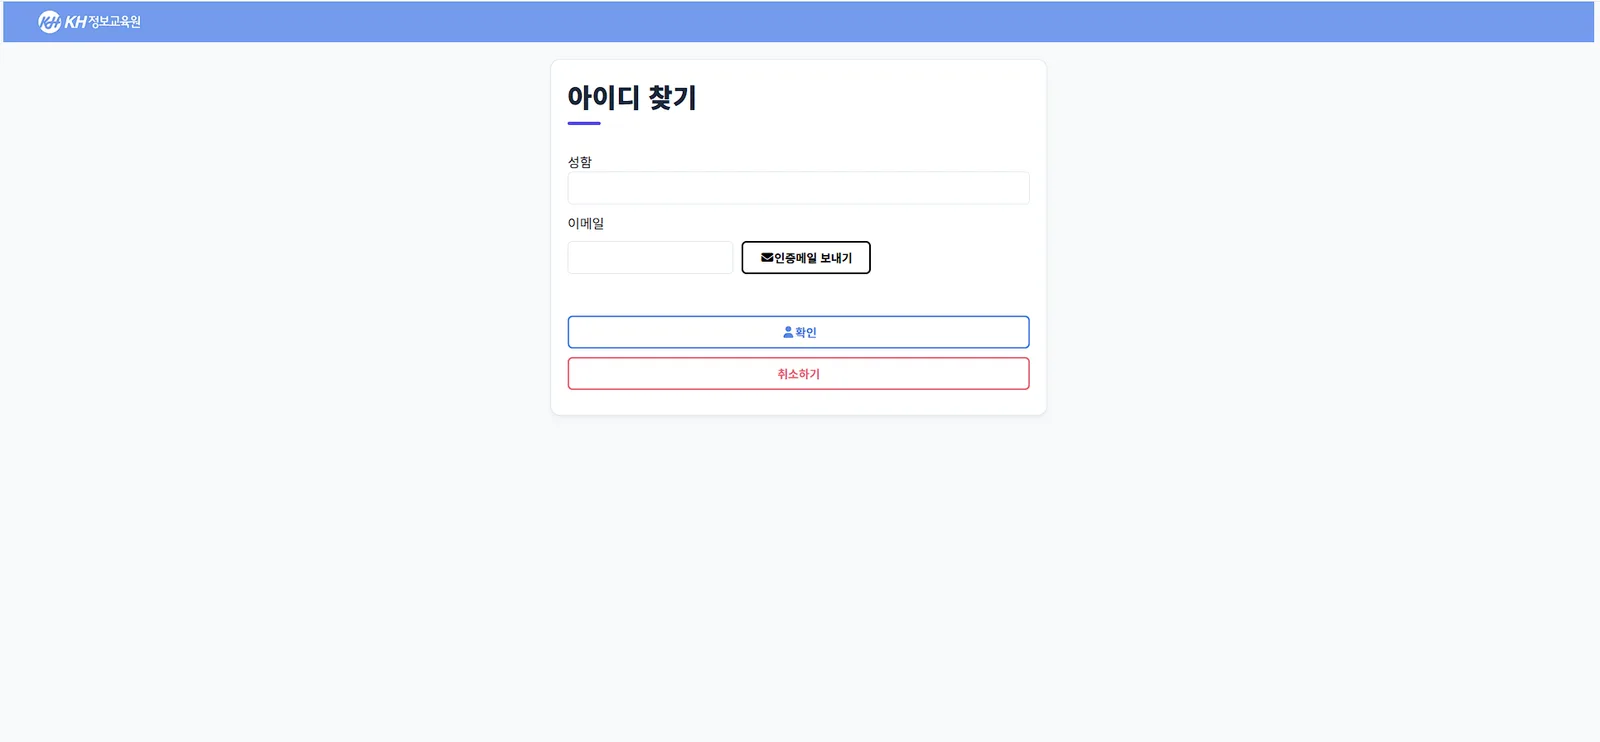 KH KH정보교육원
아이디 찾기
성함
이메일
인증메일 보내기
확인
취소하기